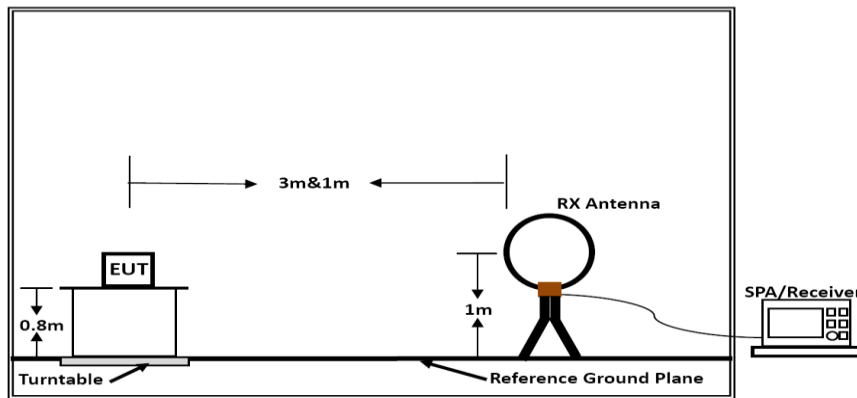 3m&1m
RX Antenna
EUT
SPA/Receiver
0.8m
1m
Turntable
Reference Ground Plane